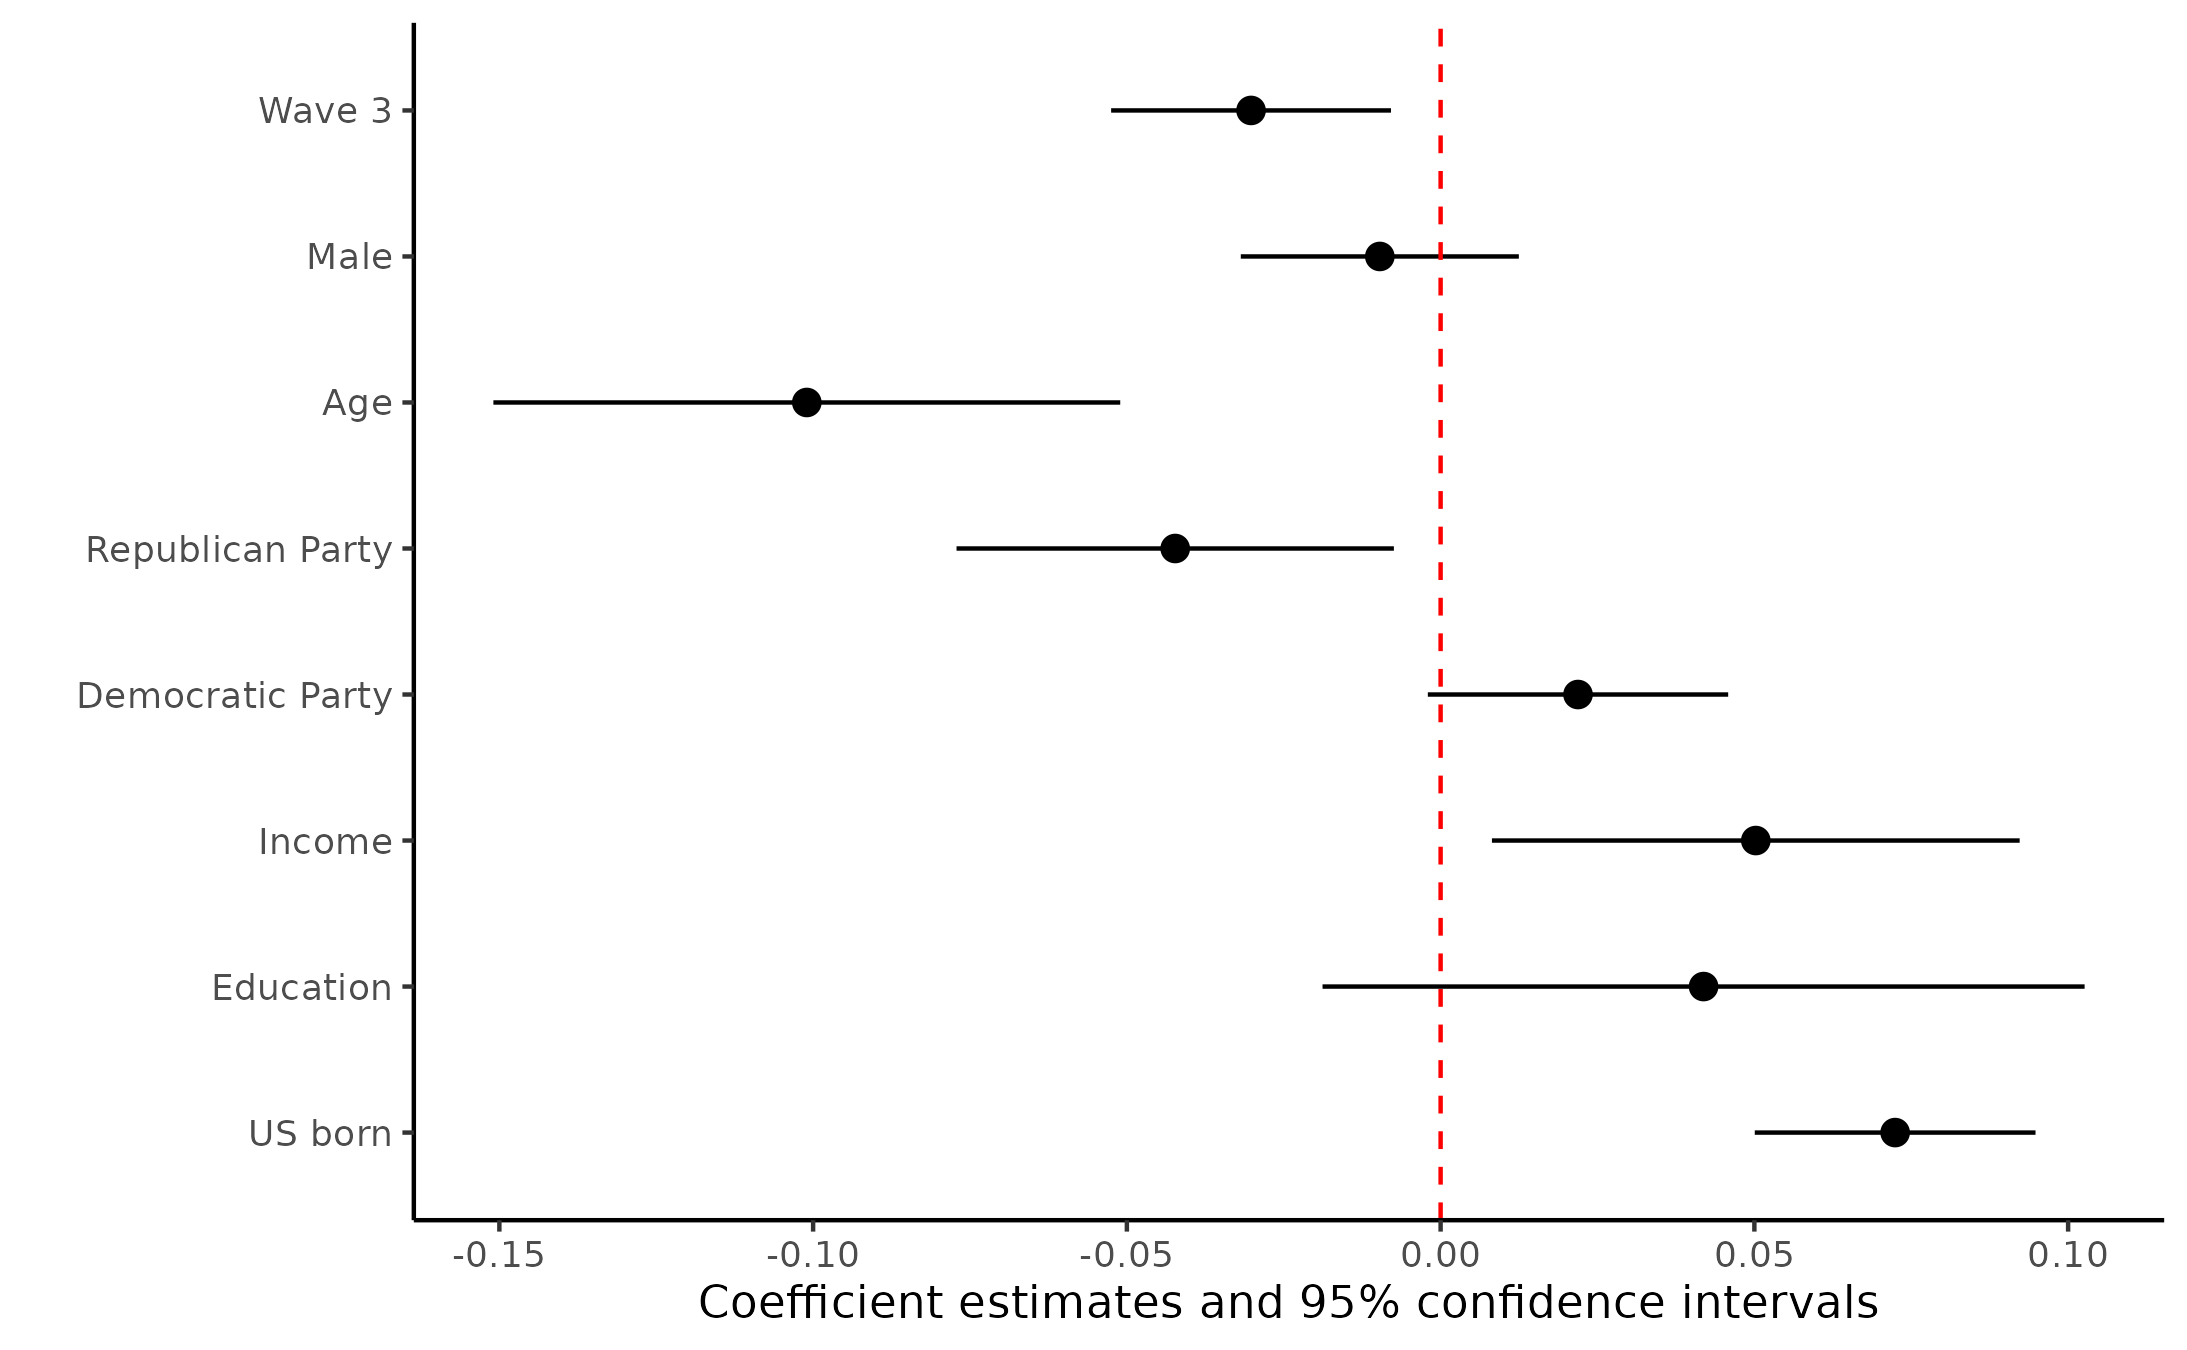 Wave 3
Male
Age
Republican Party
Democratic Party
Income
Education
US born
-0.15 -0.10 -0.05 0.00 0.05 0.10
Coefficient estimates and 95% confidence intervals